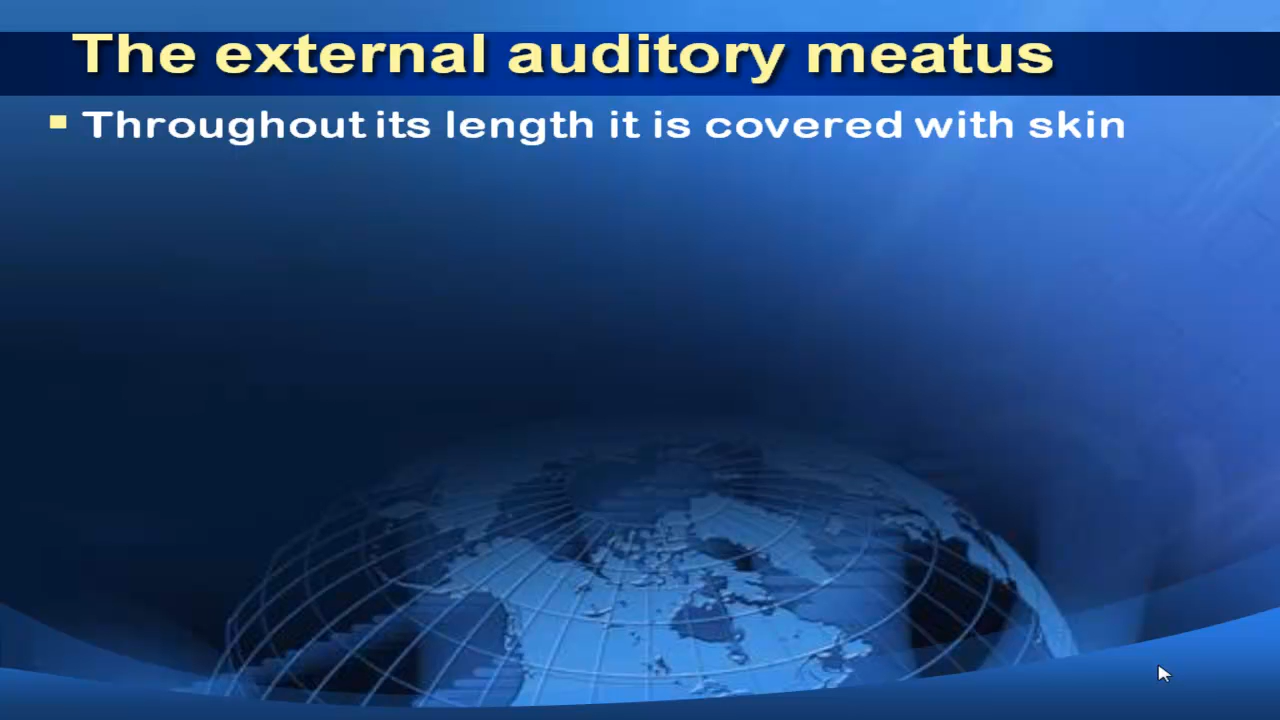 The external auditory meatus
Throughout its length it is covered with skin